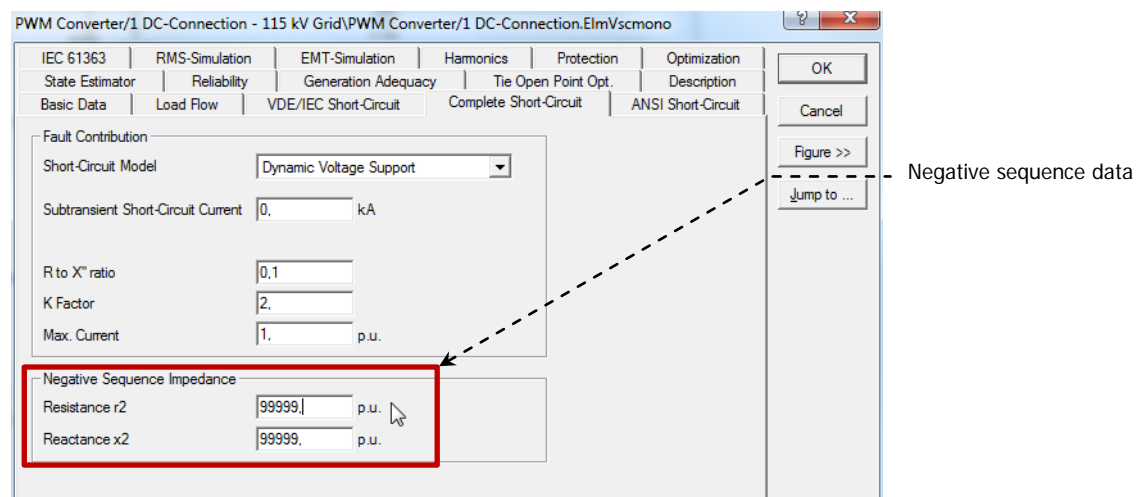 PWM Converter/1 DC-Connection - 115 kV Grid\PWM Converter/1 DC-Connection.ElmVscmono
IEC 61363 RMS-Simulation EMT-Simulation Harmonics Protection Optimization
State Estimator Reliability Generation Adequacy Tie Open Point Opt. Description
Basic Data Load Flow VDE/IEC Short-Circuit Complete Short-Circuit ANSI Short-Circuit
OK
Cancel
Figure >>
Jump to ...
Fault Contribution
Short-Circuit Model Dynamic Voltage Support
Subtransient Short-Circuit Current 0, kA
R to X" ratio 0,1
K Factor 2,
Max. Current 1, p.u.
Negative Sequence Impedance
Resistance r2 99999, p.u.
Reactance x2 99999, p.u.
Negative sequence data